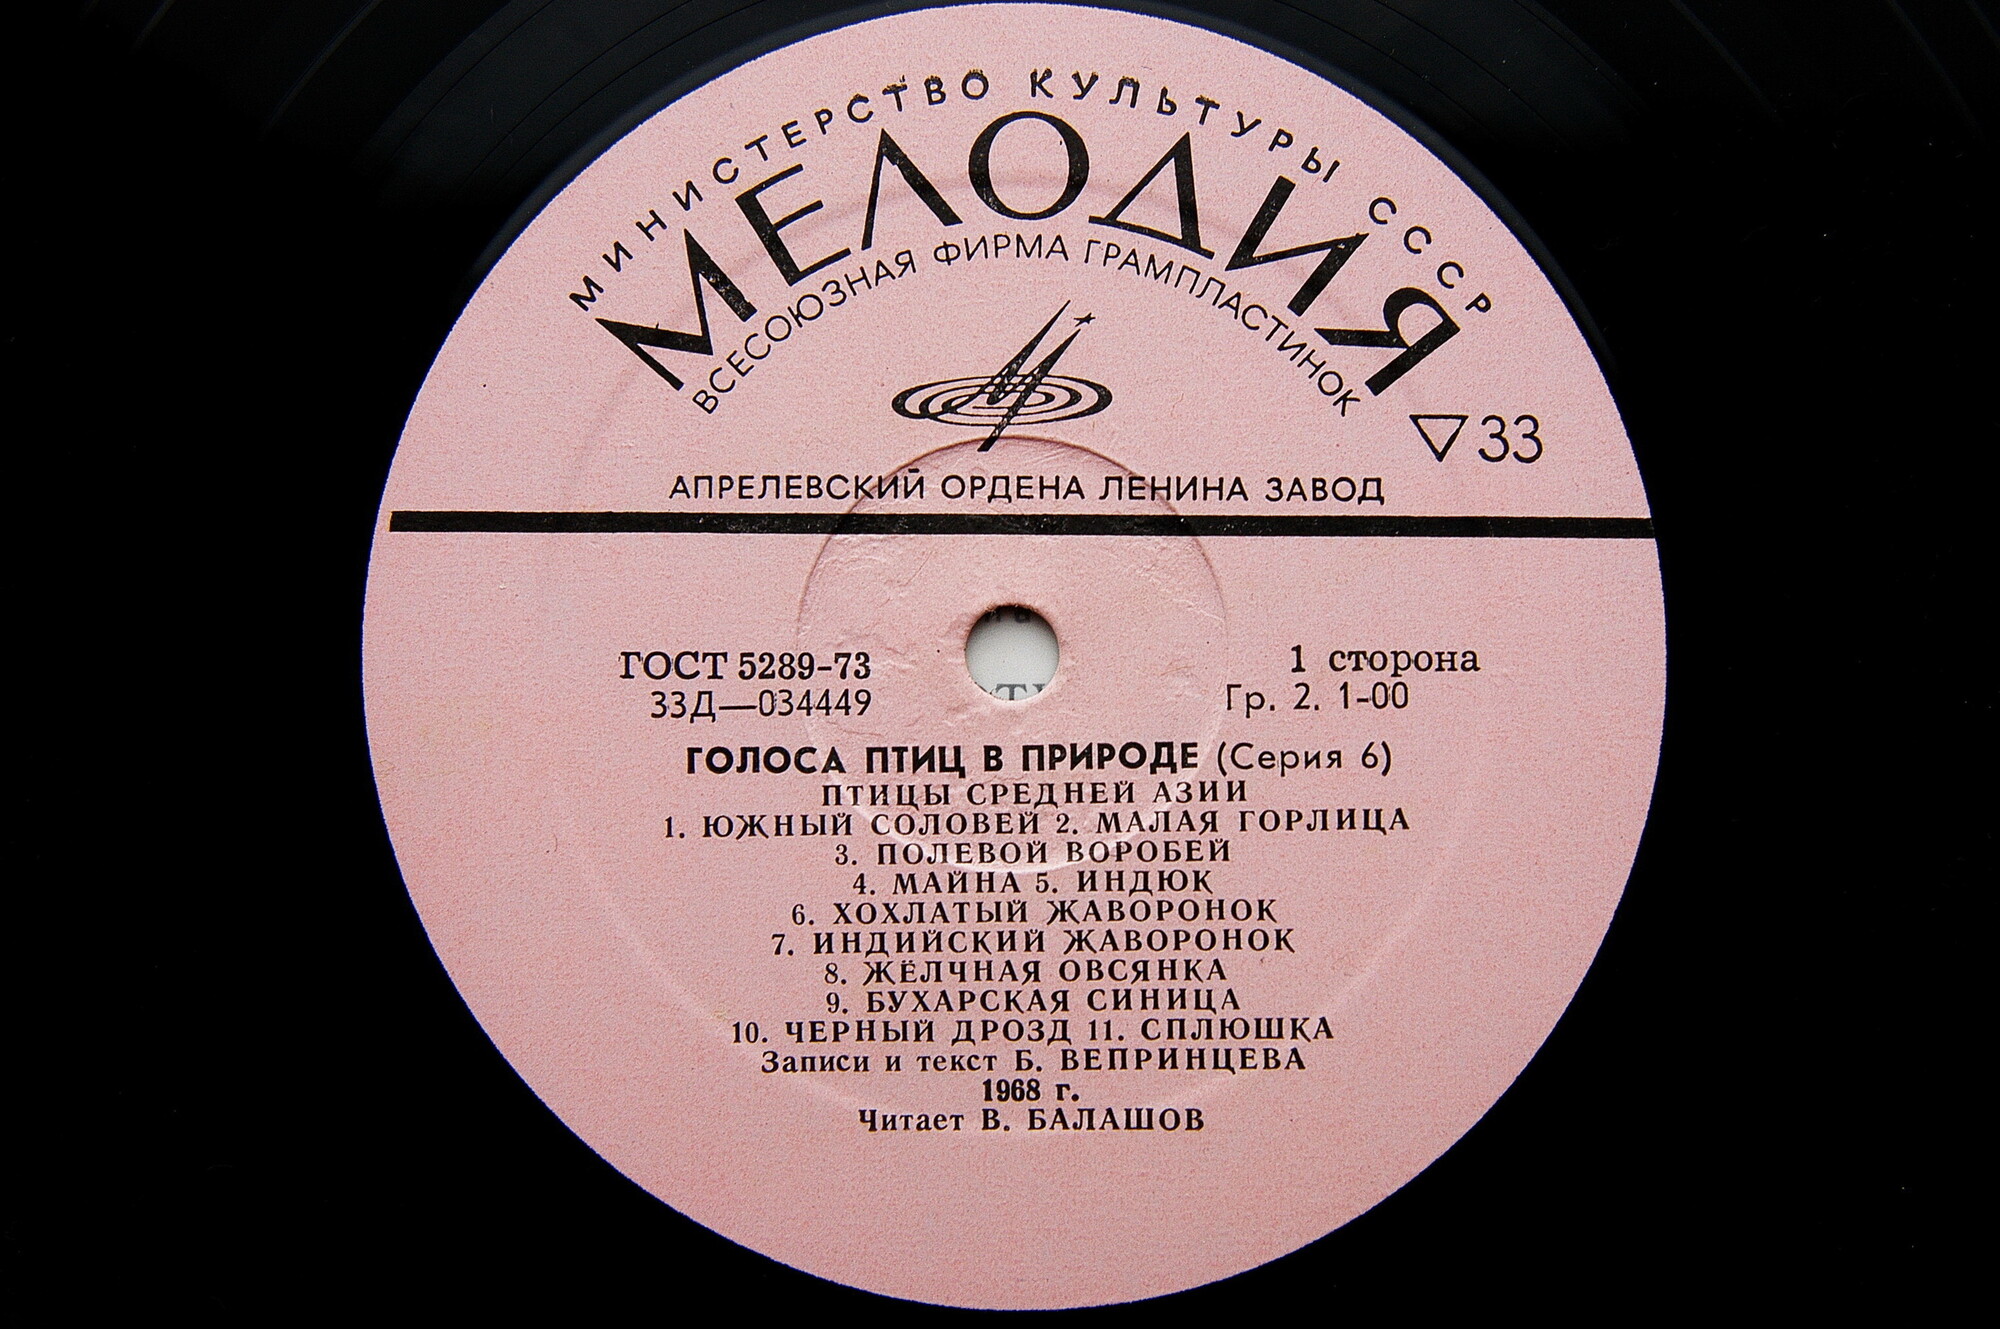 МИНИСТЕРСТВО КУЛЬТУРЫ СССР
МЕЛОДИЯ
ВСЕСОЮЗНАЯ ФИРМА ГРАМПЛАСТИНОК
33
АПРЕЛЕВСКИЙ ОРДЕНА ЛЕНИНА ЗАВОД
ГОСТ 5289-73
1 сторона
33Д—034449
Гр. 2. 1-00
ГОЛОСА ПТИЦ В ПРИРОДЕ (Серия 6)
ПТИЦЫ СРЕДНЕЙ АЗИИ
1. ЮЖНЫЙ СОЛОВЕЙ 2. МАЛАЯ ГОРЛИЦА
3. ПОЛЕВОЙ ВОРОБЕЙ
4. МАЙНА 5. ИНДЮК
6. ХОХЛАТЫЙ ЖАВОРОНОК
7. ИНДИЙСКИЙ ЖАВОРОНОК
8. ЖЁЛЧНАЯ ОВСЯНКА
9. БУХАРСКАЯ СИНИЦА
10. ЧЕРНЫЙ ДРОЗД 11. СПЛЮШКА
Записи и текст Б. ВЕПРИНЦЕВА
1968 г.
Читает В. БАЛАШОВ